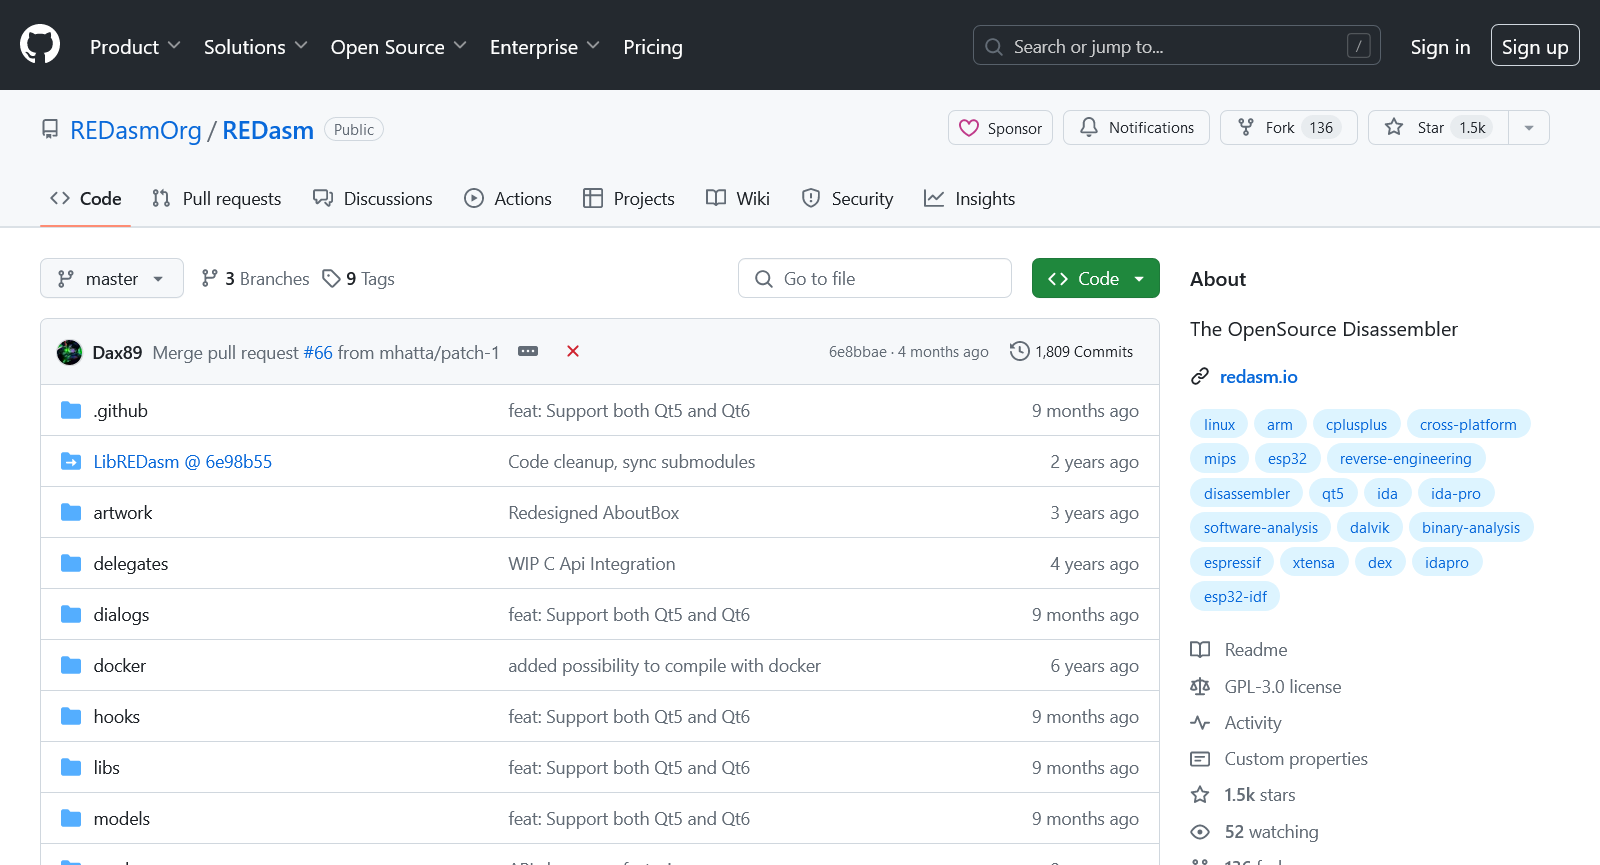 Product Solutions Open Source Enterprise Pricing Search or jump to... / Sign in Sign up
REDasmOrg / REDasm Public Sponsor Notifications Fork 136 Star 1.5k
Code Pull requests Discussions Actions Projects Wiki Security Insights
master 3 Branches 9 Tags Go to file Code
Dax89 Merge pull request #66 from mhatta/patch-1 6e8bbae · 4 months ago 1,809 Commits
.github feat: Support both Qt5 and Qt6 9 months ago
LibREDasm @ 6e98b55 Code cleanup, sync submodules 2 years ago
artwork Redesigned AboutBox 3 years ago
delegates WIP C Api Integration 4 years ago
dialogs feat: Support both Qt5 and Qt6 9 months ago
docker added possibility to compile with docker 6 years ago
hooks feat: Support both Qt5 and Qt6 9 months ago
libs feat: Support both Qt5 and Qt6 9 months ago
models feat: Support both Qt5 and Qt6 9 months ago
About
The OpenSource Disassembler
redasm.io
linux arm cplusplus cross-platform
mips esp32 reverse-engineering
disassembler qt5 ida ida-pro
software-analysis dalvik binary-analysis
espressif xtensa dex idapro
esp32-idf
Readme
GPL-3.0 license
Activity
Custom properties
1.5k stars
52 watching